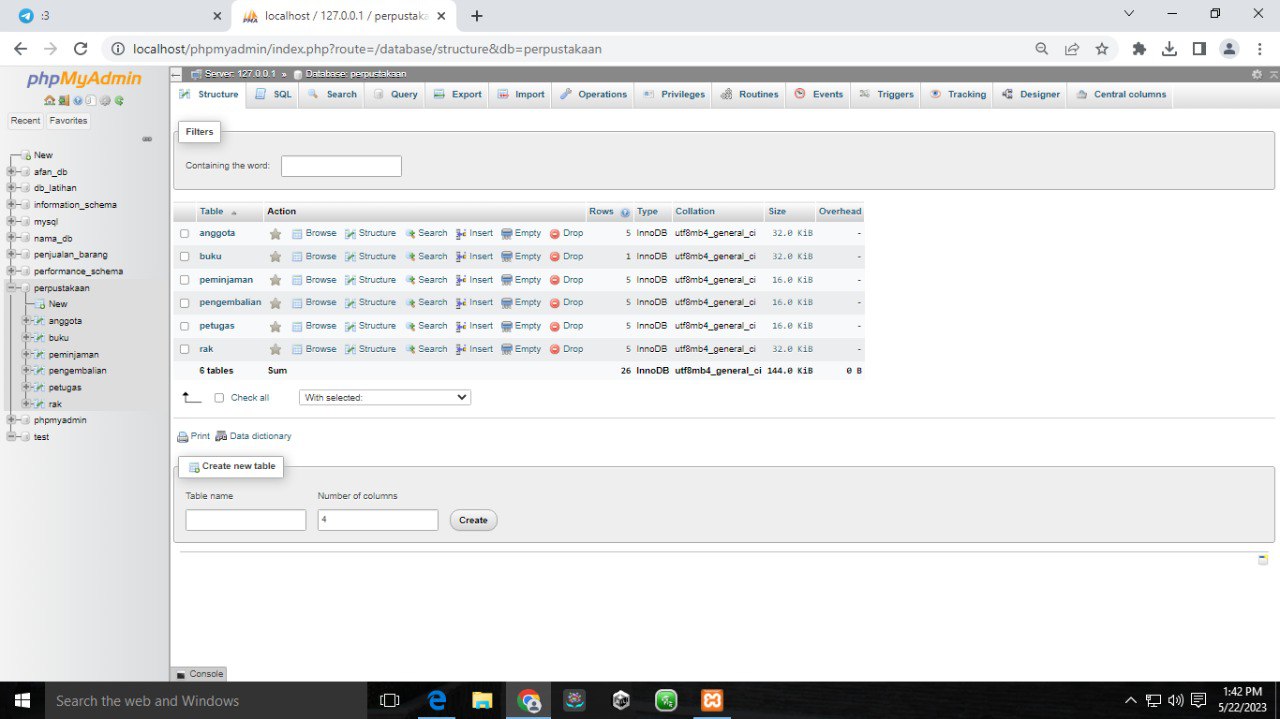 :3
localhost / 127.0.0.1 / perpustaka
localhost/phpmyadmin/index.php?route=/database/structure&db=perpustakaan
phpMyAdmin
Recent Favorites
New
afan_db
db_latihan
information_schema
mysql
nama_db
penjualan_barang
performance_schema
perpustakaan
New
anggota
buku
peminjaman
pengembalian
petugas
rak
phpmyadmin
test
Server: 127.0.0.1 » Database: perpustakaan
Structure SQL Search Query Export Import Operations Privileges Routines Events Triggers Tracking Designer Central columns
Filters
Containing the word:
Table Action Rows Type Collation Size Overhead
anggota Browse Structure Search Insert Empty Drop 5 InnoDB utf8mb4_general_ci 32.0 KiB -
buku Browse Structure Search Insert Empty Drop 1 InnoDB utf8mb4_general_ci 32.0 KiB -
peminjaman Browse Structure Search Insert Empty Drop 5 InnoDB utf8mb4_general_ci 16.0 KiB -
pengembalian Browse Structure Search Insert Empty Drop 5 InnoDB utf8mb4_general_ci 16.0 KiB -
petugas Browse Structure Search Insert Empty Drop 5 InnoDB utf8mb4_general_ci 16.0 KiB -
rak Browse Structure Search Insert Empty Drop 5 InnoDB utf8mb4_general_ci 32.0 KiB -
6 tables Sum 26 InnoDB utf8mb4_general_ci 144.0 KiB 0 B
Check all With selected:
Print Data dictionary
Create new table
Table name Number of columns
4 Create
Console
Search the web and Windows
1:42 PM
5/22/2023